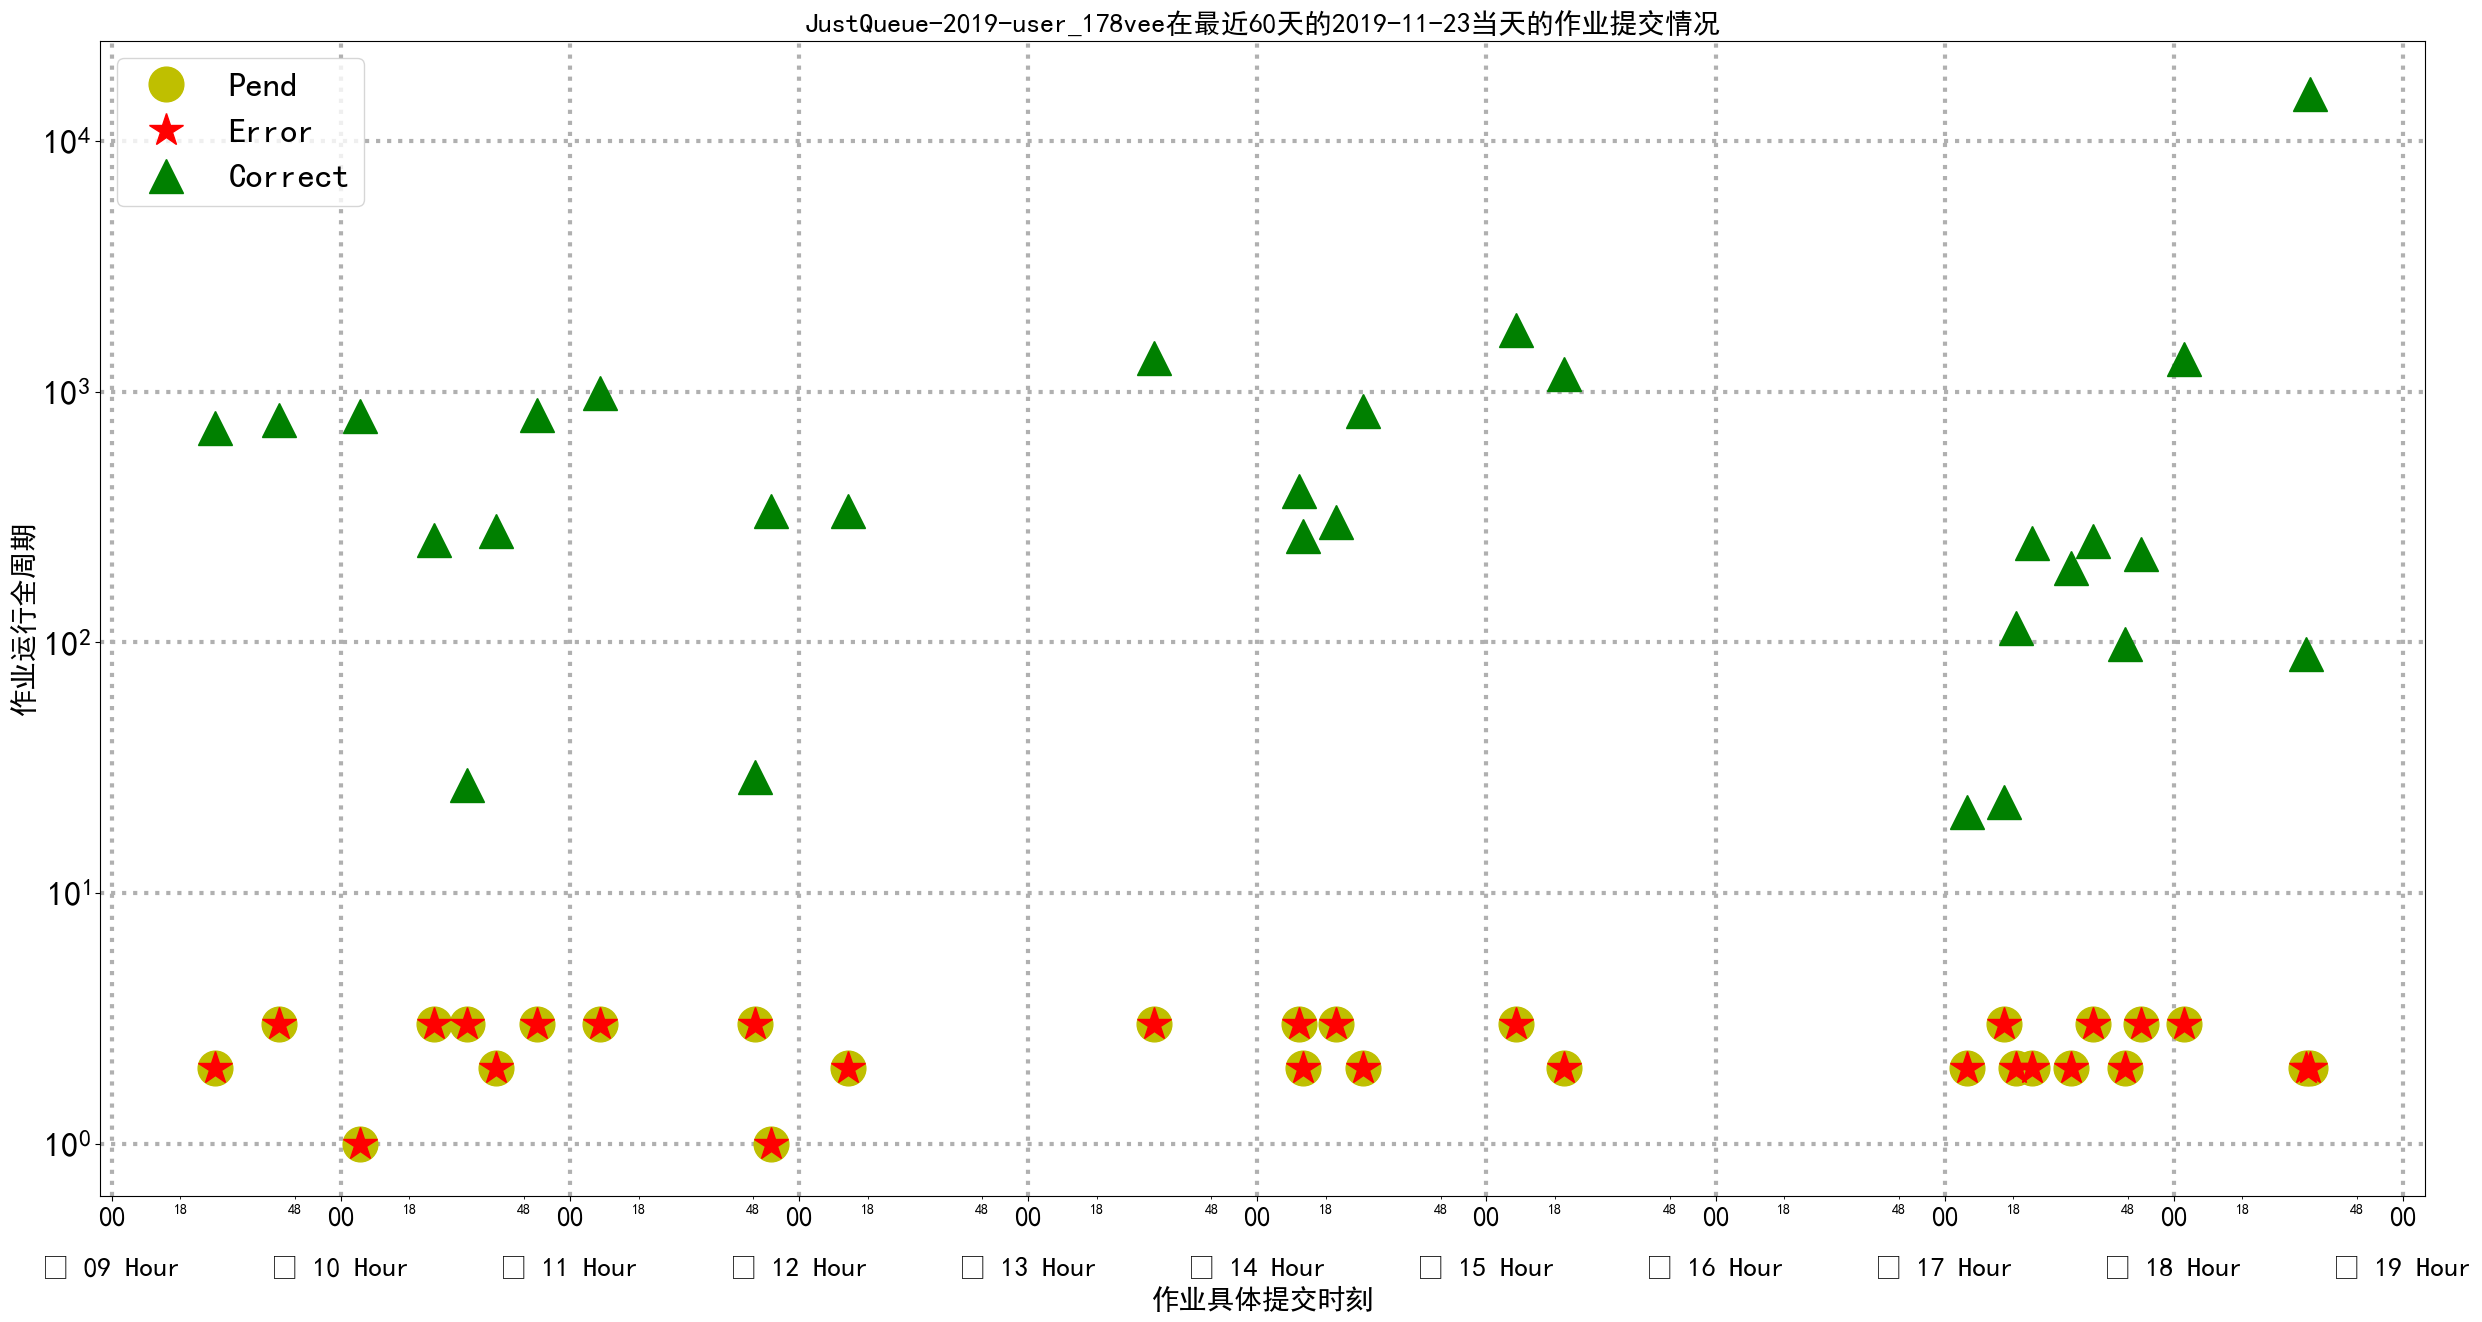 JustQueue-2019-user_178vee在最近60天的2019-11-23当天的作业提交情况
Pend
Error
Correct
10⁴
10³
10²
10¹
10⁰
作业运行全周期
00 18 48 00 18 48 00 18 48 00 18 48 00 18 48 00 18 48 00 18 48 00 18 48 00 18 48 00 18 48 00
□ 09 Hour □ 10 Hour □ 11 Hour □ 12 Hour □ 13 Hour □ 14 Hour □ 15 Hour □ 16 Hour □ 17 Hour □ 18 Hour □ 19 Hour
作业具体提交时刻